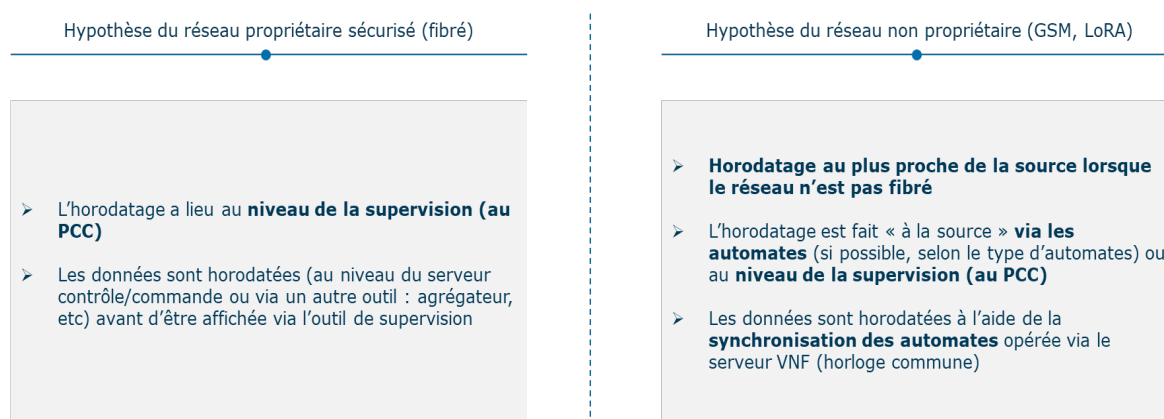 Hypothèse du réseau propriétaire sécurisé (fibré)
➢ L’horodatage a lieu au niveau de la supervision (au
PCC)
➢ Les données sont horodatées (au niveau du serveur
contrôle/commande ou via un autre outil : agrégateur,
etc) avant d’être affichée via l’outil de supervision
Hypothèse du réseau non propriétaire (GSM, LoRA)
➢ Horodatage au plus proche de la source lorsque
le réseau n’est pas fibré
➢ L’horodatage est fait « à la source » via les
automates (si possible, selon le type d’automates) ou
au niveau de la supervision (au PCC)
➢ Les données sont horodatées à l’aide de la
synchronisation des automates opérée via le
serveur VNF (horloge commune)